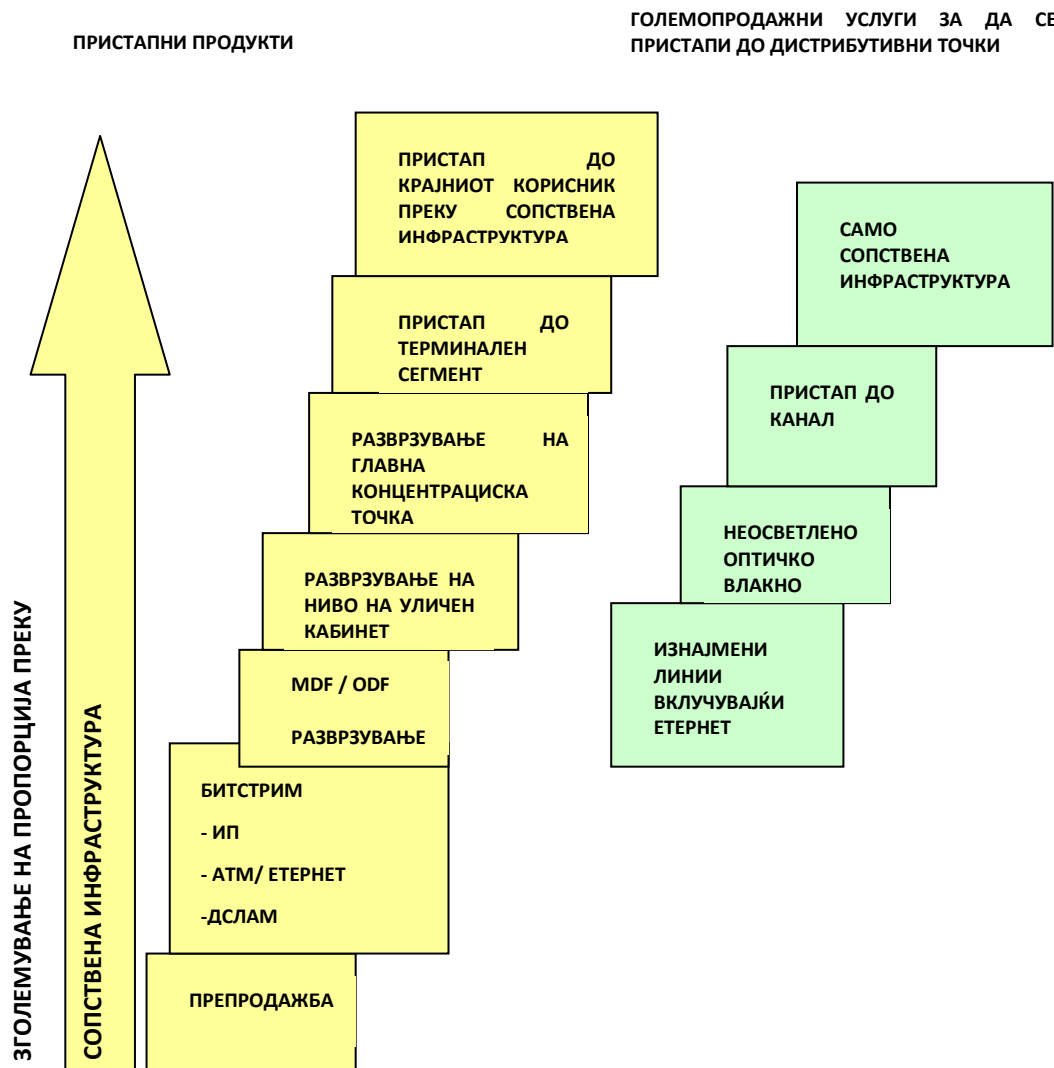 ПРИСТАПНИ ПРОДУКТИ
ГОЛЕМОПРОДАЖНИ УСЛУГИ ЗА ДА СЕ
ПРИСТАПИ ДО ДИСТРИБУТИВНИ ТОЧКИ
ЗГОЛЕМУВАЊЕ НА ПРОПОРЦИЈА ПРЕКУ
СОПСТВЕНА ИНФРАСТРУКТУРА
ПРИСТАП ДО
КРАЈНИОТ КОРИСНИК
ПРЕКУ СОПСТВЕНА
ИНФРАСТРУКТУРА
ПРИСТАП ДО
ТЕРМИНАЛЕН
СЕГМЕНТ
РАЗВРЗУВАЊЕ НА
ГЛАВНА
КОНЦЕНТРАЦИСКА
ТОЧКА
РАЗВРЗУВАЊЕ НА
НИВО НА УЛИЧЕН
КАБИНЕТ
MDF / ODF
РАЗВРЗУВАЊЕ
БИТСТРИМ
- ИП
- АТМ/ ЕТЕРНЕТ
-ДСЛАМ
ПРЕПРОДАЖБА
САМО
СОПСТВЕНА
ИНФРАСТРУКТУРА
ПРИСТАП ДО
КАНАЛ
НЕОСВЕТЛЕНО
ОПТИЧКО
ВЛАКНО
ИЗНАЈМЕНИ
ЛИНИИ
ВКЛУЧУВАЈЌИ
ЕТЕРНЕТ